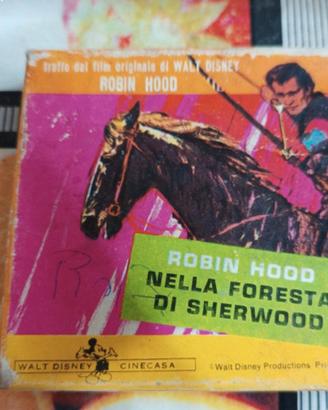 tratto dal film originale di WALT DISNEY
ROBIN HOOD
ROBIN HOOD
NELLA FORESTA
DI SHERWOOD
WALT DISNEY CINECASA
©Walt Disney Productions